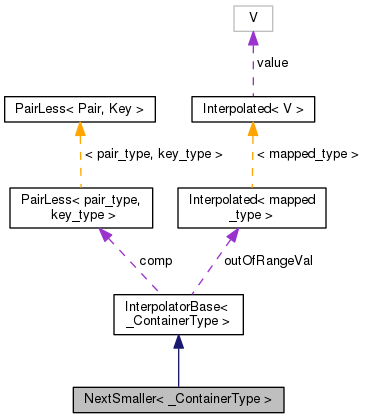 V
value
PairLess< Pair, Key >
Interpolated< V >
< pair_type, key_type >
< mapped_type >
PairLess< pair_type,
key_type >
Interpolated< mapped
_type >
comp
outOfRangeVal
InterpolatorBase<
_ContainerType >
NextSmaller< _ContainerType >